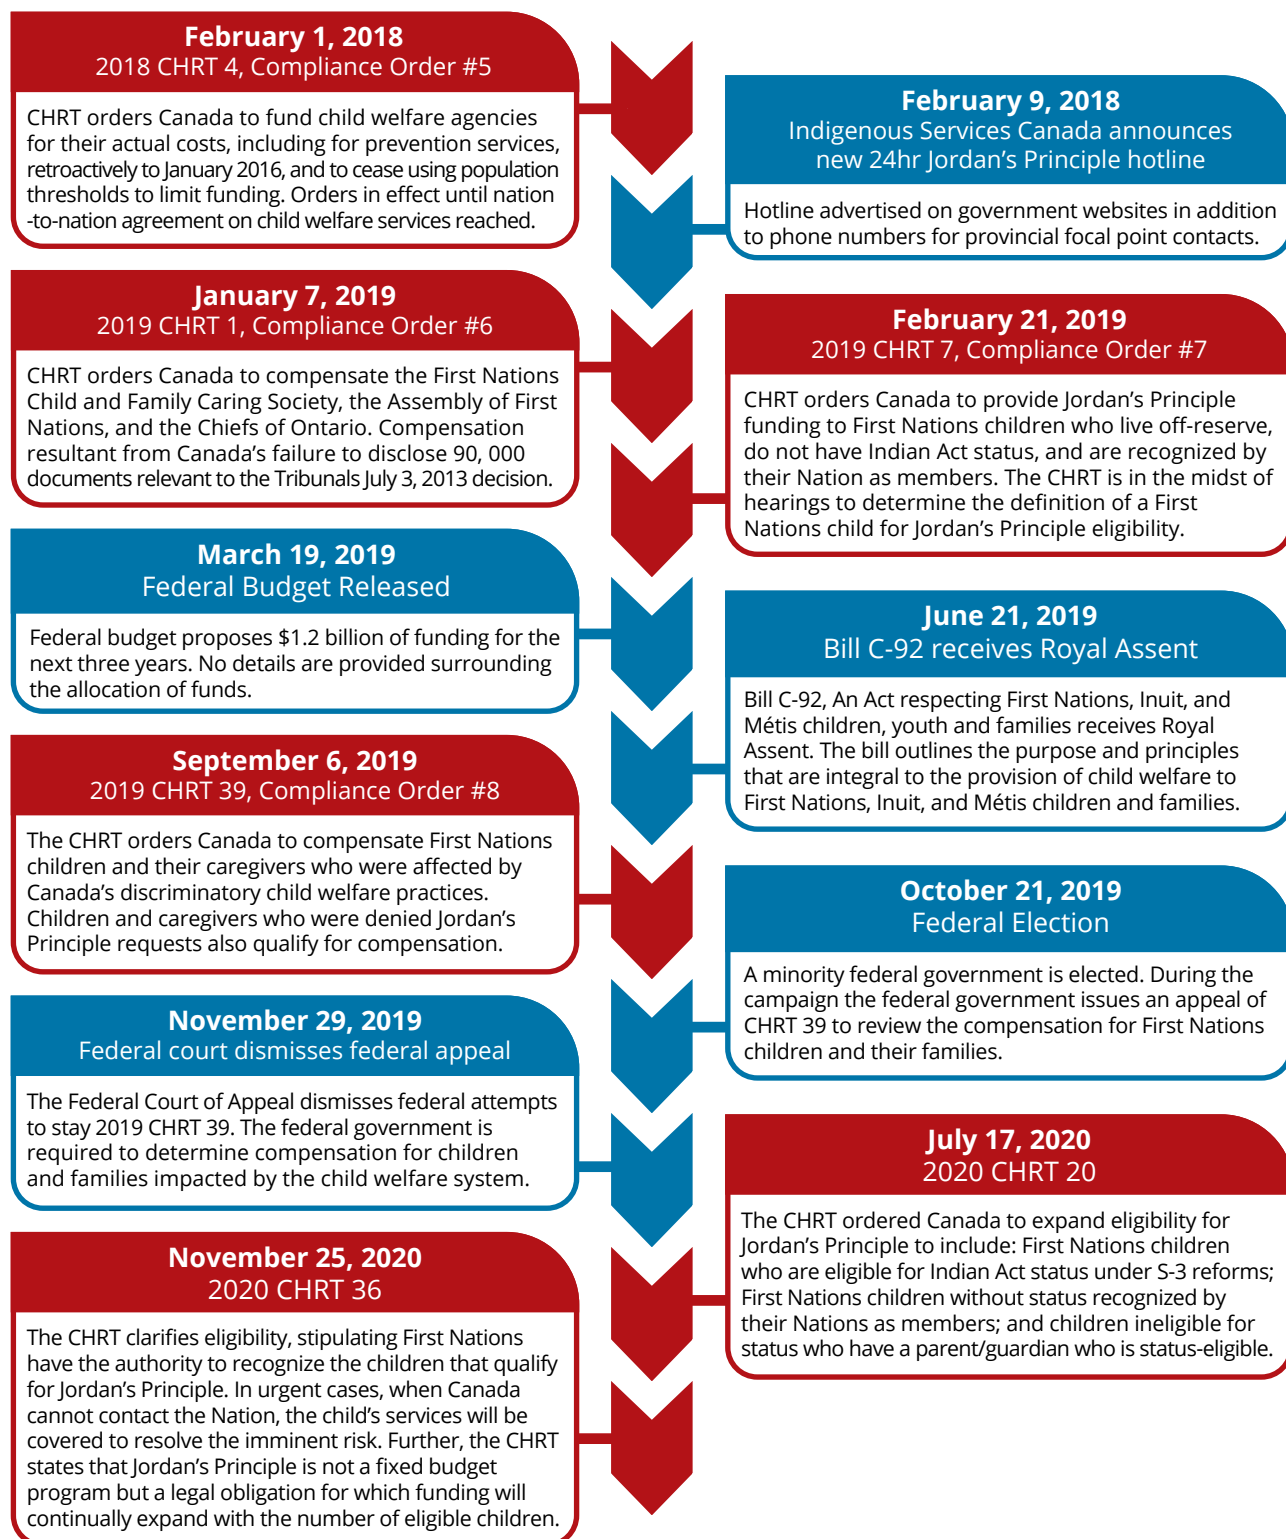 February 1, 2018
2018 CHRT 4, Compliance Order #5
CHRT orders Canada to fund child welfare agencies
for their actual costs, including for prevention services,
retroactively to January 2016, and to cease using population
thresholds to limit funding. Orders in effect until nation
-to-nation agreement on child welfare services reached.
February 9, 2018
Indigenous Services Canada announces
new 24hr Jordan’s Principle hotline
Hotline advertised on government websites in addition
to phone numbers for provincial focal point contacts.
January 7, 2019
2019 CHRT 1, Compliance Order #6
CHRT orders Canada to compensate the First Nations
Child and Family Caring Society, the Assembly of First
Nations, and the Chiefs of Ontario. Compensation
resultant from Canada’s failure to disclose 90, 000
documents relevant to the Tribunals July 3, 2013 decision.
February 21, 2019
2019 CHRT 7, Compliance Order #7
CHRT orders Canada to provide Jordan’s Principle
funding to First Nations children who live off-reserve,
do not have Indian Act status, and are recognized by
their Nation as members. The CHRT is in the midst of
hearings to determine the definition of a First
Nations child for Jordan’s Principle eligibility.
March 19, 2019
Federal Budget Released
Federal budget proposes $1.2 billion of funding for the
next three years. No details are provided surrounding
the allocation of funds.
June 21, 2019
Bill C-92 receives Royal Assent
Bill C-92, An Act respecting First Nations, Inuit, and
Métis children, youth and families receives Royal
Assent. The bill outlines the purpose and principles
that are integral to the provision of child welfare to
First Nations, Inuit, and Métis children and families.
September 6, 2019
2019 CHRT 39, Compliance Order #8
The CHRT orders Canada to compensate First Nations
children and their caregivers who were affected by
Canada’s discriminatory child welfare practices.
Children and caregivers who were denied Jordan’s
Principle requests also qualify for compensation.
October 21, 2019
Federal Election
A minority federal government is elected. During the
campaign the federal government issues an appeal of
CHRT 39 to review the compensation for First Nations
children and their families.
November 29, 2019
Federal court dismisses federal appeal
The Federal Court of Appeal dismisses federal attempts
to stay 2019 CHRT 39. The federal government is
required to determine compensation for children
and families impacted by the child welfare system.
July 17, 2020
2020 CHRT 20
The CHRT ordered Canada to expand eligibility for
Jordan’s Principle to include: First Nations children
who are eligible for Indian Act status under S-3 reforms;
First Nations children without status recognized by
their Nations as members; and children ineligible for
status who have a parent/guardian who is status-eligible.
November 25, 2020
2020 CHRT 36
The CHRT clarifies eligibility, stipulating First Nations
have the authority to recognize the children that qualify
for Jordan’s Principle. In urgent cases, when Canada
cannot contact the Nation, the child’s services will be
covered to resolve the imminent risk. Further, the CHRT
states that Jordan’s Principle is not a fixed budget
program but a legal obligation for which funding will
continually expand with the number of eligible children.